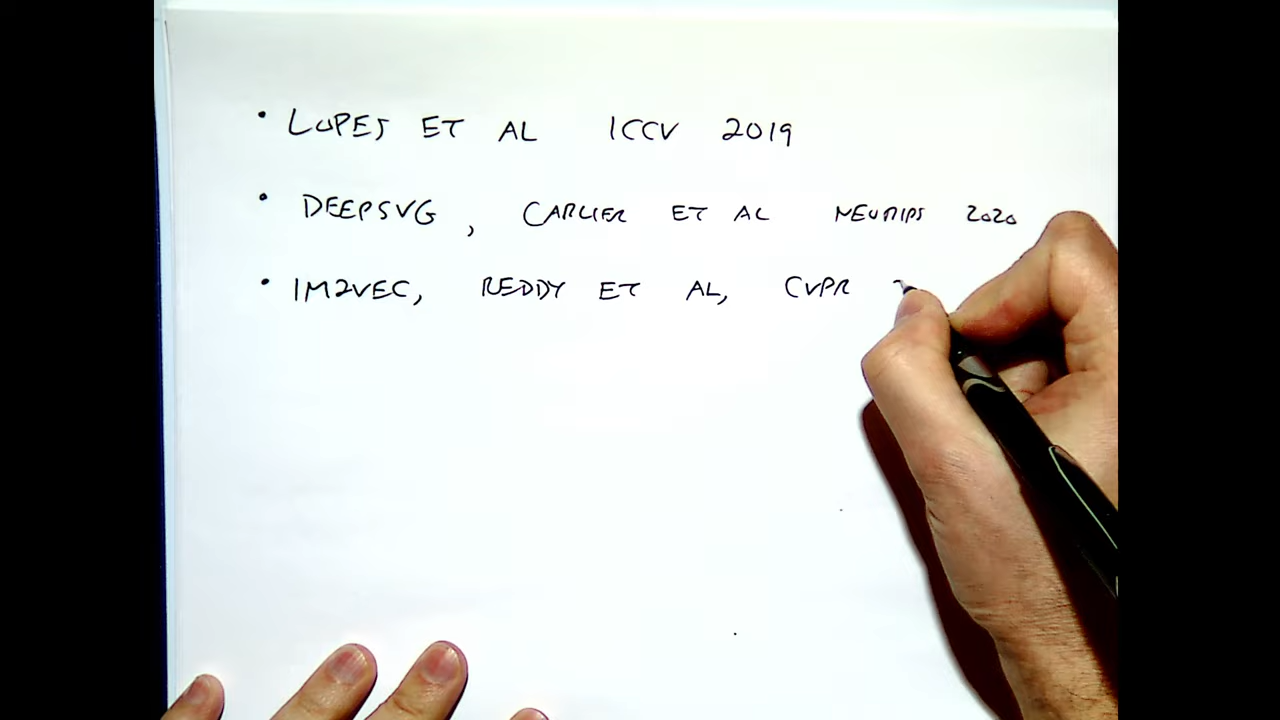 • LOPES ET AL ICCV 2019
• DEEPSVG, CARLIER ET AL NEURIPS 2020
• IM2VEC, REDDY ET AL, CVPR